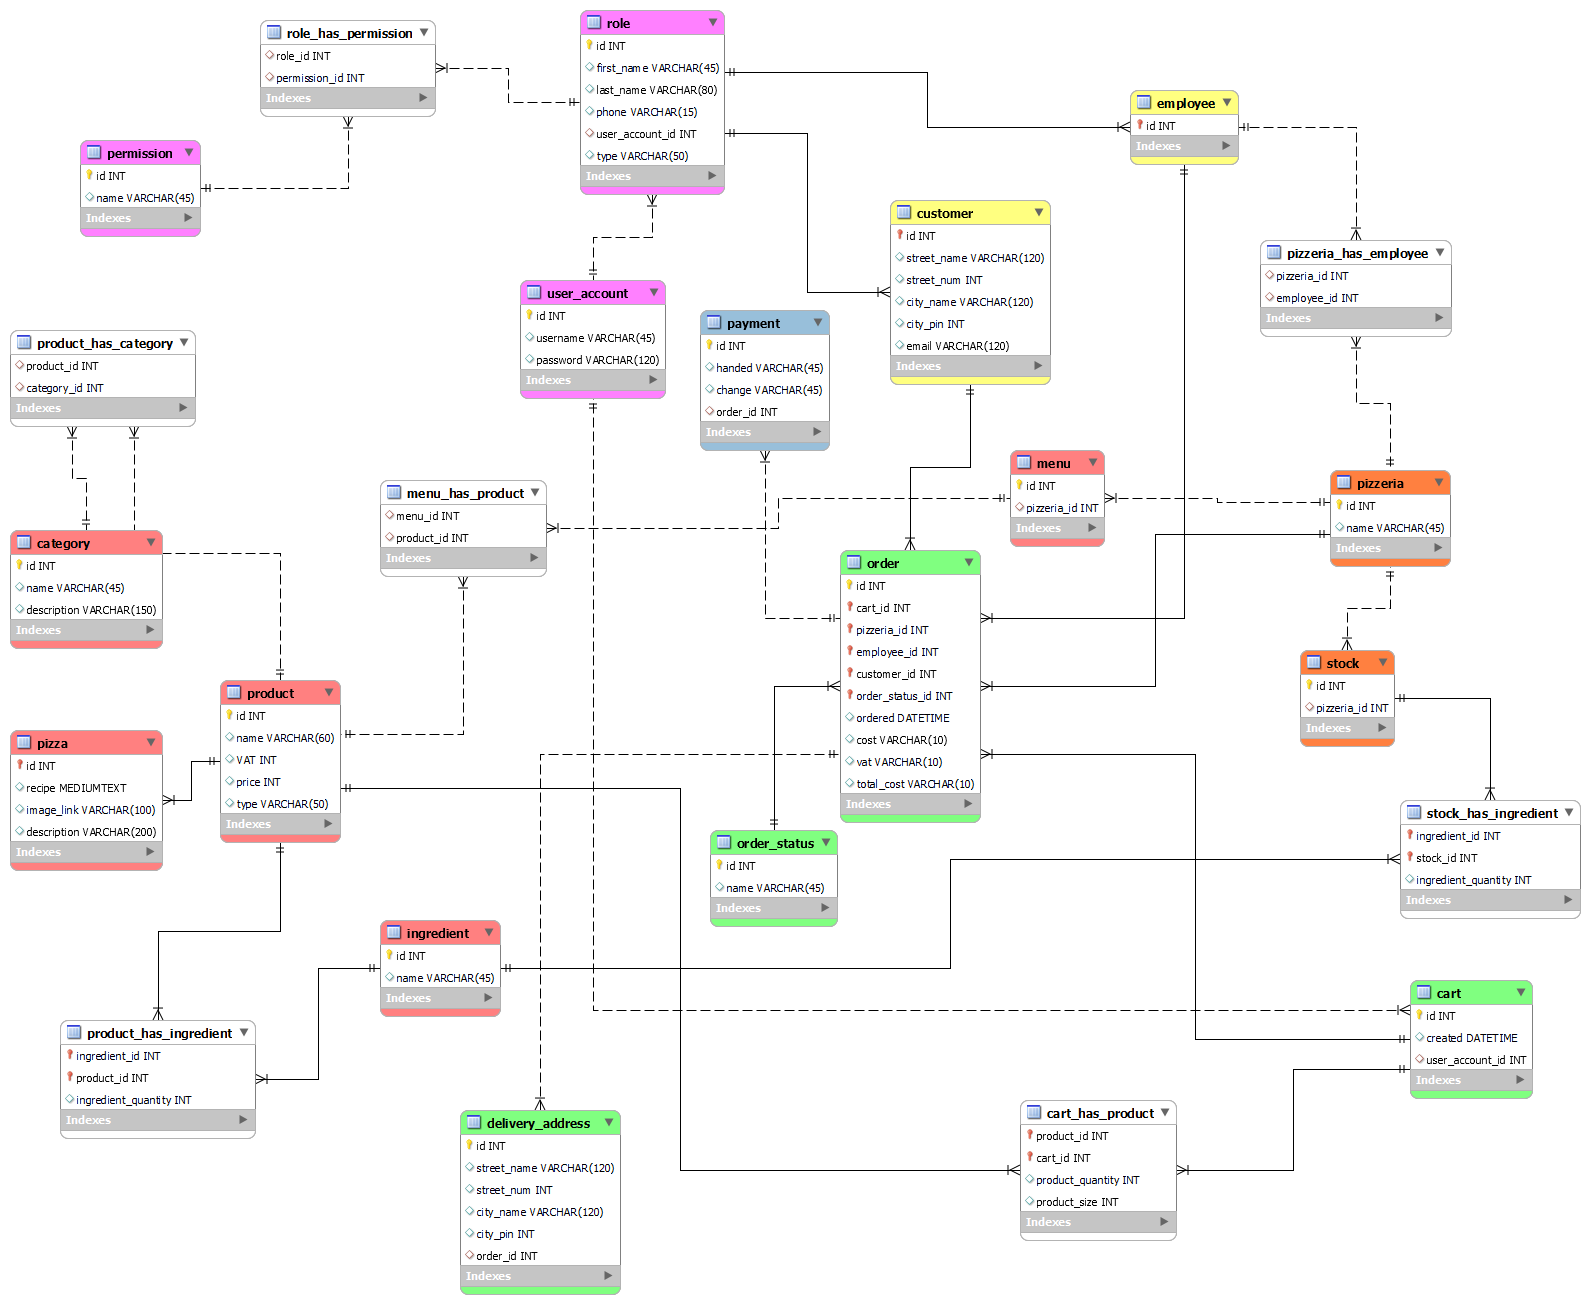 role_has_permission
role_id INT
permission_id INT
Indexes
role
id INT
first_name VARCHAR(45)
last_name VARCHAR(80)
phone VARCHAR(15)
user_account_id INT
type VARCHAR(50)
Indexes
employee
id INT
Indexes
permission
id INT
name VARCHAR(45)
Indexes
customer
id INT
street_name VARCHAR(120)
street_num INT
city_name VARCHAR(120)
city_pin INT
email VARCHAR(120)
Indexes
pizzeria_has_employee
pizzeria_id INT
employee_id INT
Indexes
user_account
id INT
username VARCHAR(45)
password VARCHAR(120)
Indexes
payment
id INT
handed VARCHAR(45)
change VARCHAR(45)
order_id INT
Indexes
product_has_category
product_id INT
category_id INT
Indexes
menu
id INT
pizzeria_id INT
Indexes
pizzeria
id INT
name VARCHAR(45)
Indexes
menu_has_product
menu_id INT
product_id INT
Indexes
category
id INT
name VARCHAR(45)
description VARCHAR(150)
Indexes
order
id INT
cart_id INT
pizzeria_id INT
employee_id INT
customer_id INT
order_status_id INT
ordered DATETIME
cost VARCHAR(10)
vat VARCHAR(10)
total_cost VARCHAR(10)
Indexes
stock
id INT
pizzeria_id INT
Indexes
product
id INT
name VARCHAR(60)
VAT INT
price INT
type VARCHAR(50)
Indexes
pizza
id INT
recipe MEDIUMTEXT
image_link VARCHAR(100)
description VARCHAR(200)
Indexes
order_status
id INT
name VARCHAR(45)
Indexes
stock_has_ingredient
ingredient_id INT
stock_id INT
ingredient_quantity INT
Indexes
ingredient
id INT
name VARCHAR(45)
Indexes
cart
id INT
created DATETIME
user_account_id INT
Indexes
product_has_ingredient
ingredient_id INT
product_id INT
ingredient_quantity INT
Indexes
delivery_address
id INT
street_name VARCHAR(120)
street_num INT
city_name VARCHAR(120)
city_pin INT
order_id INT
Indexes
cart_has_product
product_id INT
cart_id INT
product_quantity INT
product_size INT
Indexes